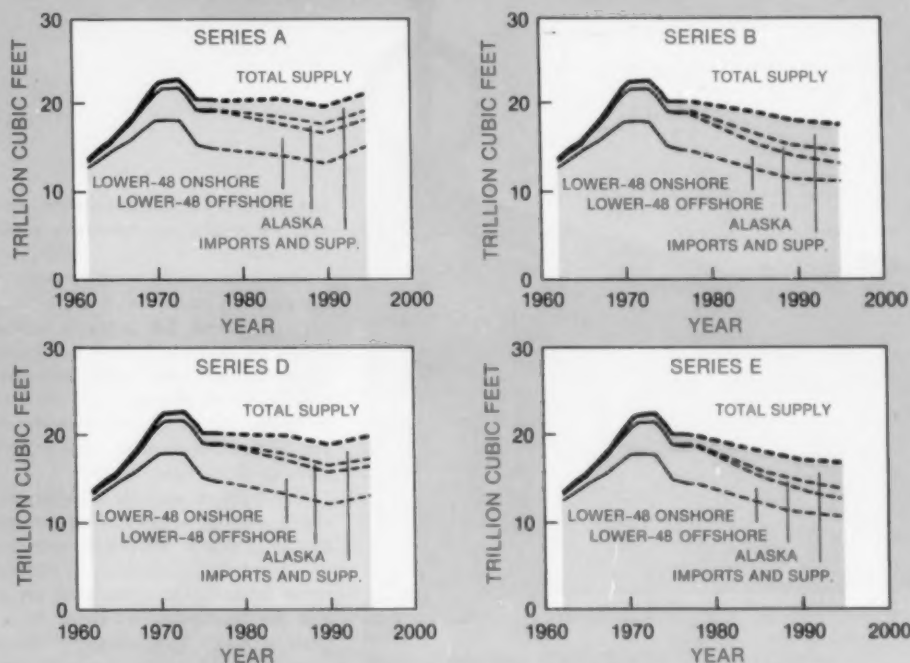 SERIES A
TRILLION CUBIC FEET
30
20
10
0
TOTAL SUPPLY
LOWER-48 ONSHORE
LOWER-48 OFFSHORE
ALASKA
IMPORTS AND SUPP.
1960 1970 1980 1990 2000
YEAR
SERIES B
TRILLION CUBIC FEET
30
20
10
0
TOTAL SUPPLY
LOWER-48 ONSHORE
LOWER-48 OFFSHORE
ALASKA
IMPORTS AND SUPP.
1960 1970 1980 1990 2000
YEAR
SERIES D
TRILLION CUBIC FEET
30
20
10
0
TOTAL SUPPLY
LOWER-48 ONSHORE
LOWER-48 OFFSHORE
ALASKA
IMPORTS AND SUPP.
1960 1970 1980 1990 2000
YEAR
SERIES E
TRILLION CUBIC FEET
30
20
10
0
TOTAL SUPPLY
LOWER-48 ONSHORE
LOWER-48 OFFSHORE
ALASKA
IMPORTS AND SUPP.
1960 1970 1980 1990 2000
YEAR